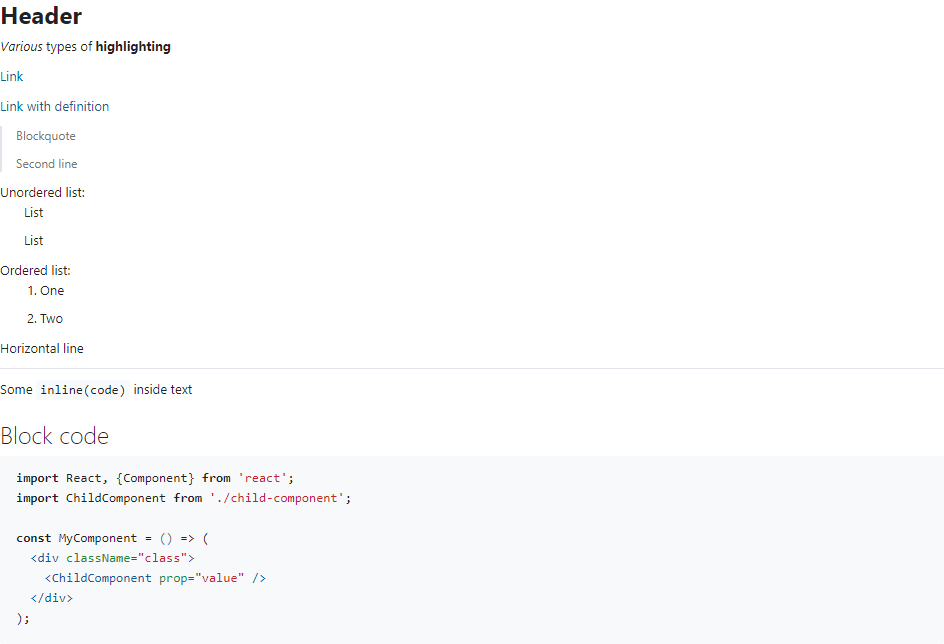 Header
Various types of highlighting
Link
Link with definition
Blockquote
Second line
Unordered list:
List
List
Ordered list:
1. One
2. Two
Horizontal line
Some inline(code) inside text
Block code
import React, {Component} from 'react';
import ChildComponent from './child-component';
const MyComponent = () => (
  <div className="class">
    <ChildComponent prop="value" />
  </div>
);